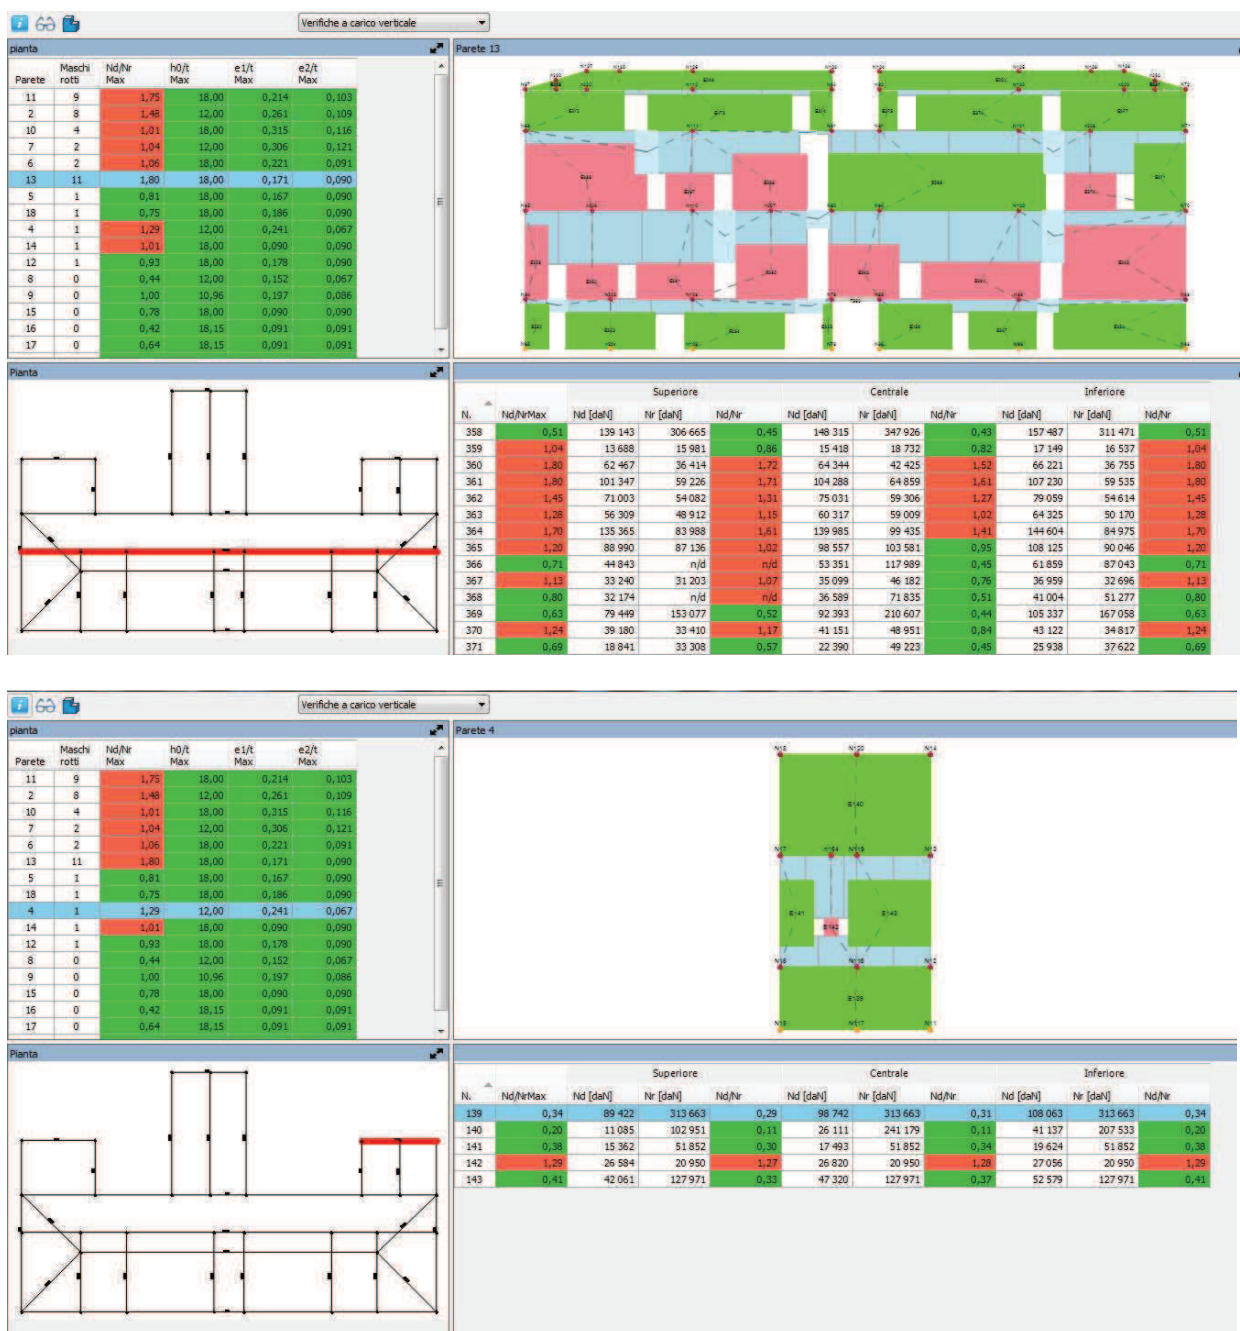 Verifiche a carico verticale
pianta
Parete 13
Maschi Nd/Nr h0/t e1/t e2/t
Parete rotti Max Max Max Max
11 9 1,75 18,00 0,214 0,103
2 8 1,48 12,00 0,261 0,109
10 4 1,01 18,00 0,315 0,116
7 2 1,04 12,00 0,306 0,121
6 2 1,06 18,00 0,221 0,091
13 11 1,80 18,00 0,171 0,090
5 1 0,81 18,00 0,167 0,090
18 1 0,75 18,00 0,186 0,090
4 1 1,29 12,00 0,241 0,067
14 1 1,01 18,00 0,090 0,090
12 1 0,93 18,00 0,178 0,090
8 0 0,44 12,00 0,152 0,067
9 0 1,00 10,96 0,197 0,086
15 0 0,78 18,00 0,090 0,090
16 0 0,42 18,15 0,091 0,091
17 0 0,64 18,15 0,091 0,091
Pianta
Superiore Centrale Inferiore
N. Nd/NrMax Nd [daN] Nr [daN] Nd/Nr Nd [daN] Nr [daN] Nd/Nr Nd [daN] Nr [daN] Nd/Nr
358 0,51 139 143 306 665 0,45 148 315 347 926 0,43 157 487 311 471 0,51
359 1,04 13 688 15 981 0,86 15 418 18 732 0,82 17 149 16 537 1,04
360 1,80 62 467 36 414 1,72 64 344 42 425 1,52 66 221 36 755 1,80
361 1,80 101 347 59 226 1,71 104 288 64 859 1,61 107 230 59 535 1,80
362 1,45 71 003 54 082 1,31 75 031 59 306 1,27 79 059 54 614 1,45
363 1,28 56 309 48 912 1,15 60 317 59 009 1,02 64 325 50 170 1,28
364 1,70 135 365 83 988 1,61 139 985 99 435 1,41 144 604 84 975 1,70
365 1,20 88 990 87 136 1,02 98 557 103 581 0,95 108 125 90 046 1,20
366 0,71 44 843 n/d n/d 53 351 117 989 0,45 61 859 87 043 0,71
367 1,13 33 240 31 203 1,07 35 099 46 182 0,76 36 959 32 696 1,13
368 0,80 32 174 n/d n/d 36 589 71 835 0,51 41 004 51 277 0,80
369 0,63 79 449 153 077 0,52 92 393 210 607 0,44 105 337 167 058 0,63
370 1,24 39 180 33 410 1,17 41 151 48 951 0,84 43 122 34 817 1,24
371 0,69 18 841 33 308 0,57 22 390 49 223 0,45 25 938 37 622 0,69
Verifiche a carico verticale
pianta
Parete 4
Maschi Nd/Nr h0/t e1/t e2/t
Parete rotti Max Max Max Max
11 9 1,75 18,00 0,214 0,103
2 8 1,48 12,00 0,261 0,109
10 4 1,01 18,00 0,315 0,116
7 2 1,04 12,00 0,306 0,121
6 2 1,06 18,00 0,221 0,091
13 11 1,80 18,00 0,171 0,090
5 1 0,81 18,00 0,167 0,090
18 1 0,75 18,00 0,186 0,090
4 1 1,29 12,00 0,241 0,067
14 1 1,01 18,00 0,090 0,090
12 1 0,93 18,00 0,178 0,090
8 0 0,44 12,00 0,152 0,067
9 0 1,00 10,96 0,197 0,086
15 0 0,78 18,00 0,090 0,090
16 0 0,42 18,15 0,091 0,091
17 0 0,64 18,15 0,091 0,091
N120 N14
E140
N17 N154 N119 N13
E141 E142 E143
N118 N12
E139
N117 N11
Pianta
Superiore Centrale Inferiore
N. Nd/NrMax Nd [daN] Nr [daN] Nd/Nr Nd [daN] Nr [daN] Nd/Nr Nd [daN] Nr [daN] Nd/Nr
139 0,34 89 422 313 663 0,29 98 742 313 663 0,31 108 063 313 663 0,34
140 0,20 11 085 102 951 0,11 26 111 241 179 0,11 41 137 207 533 0,20
141 0,38 15 362 51 852 0,30 17 493 51 852 0,34 19 624 51 852 0,38
142 1,29 26 584 20 950 1,27 26 820 20 950 1,28 27 056 20 950 1,29
143 0,41 42 061 127 971 0,33 47 320 127 971 0,37 52 579 127 971 0,41